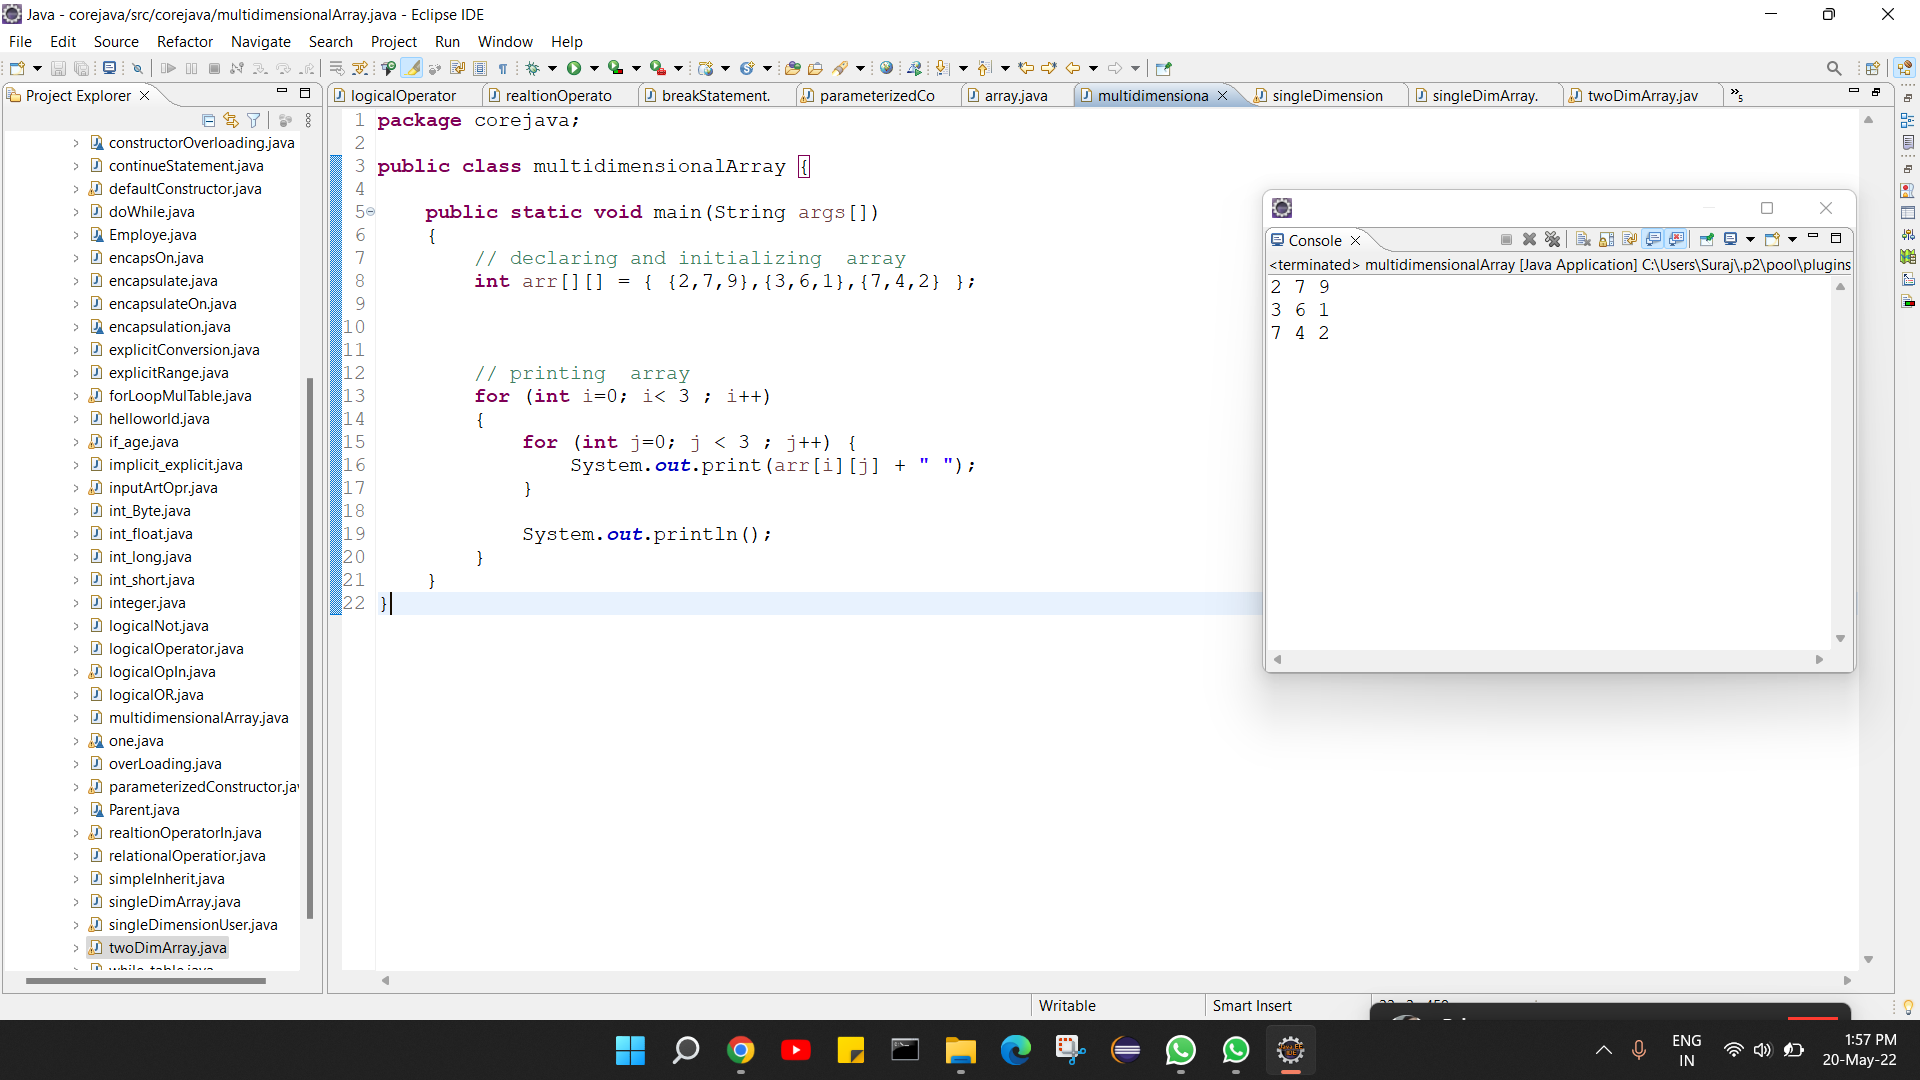 Java - corejava/src/corejava/multidimensionalArray.java - Eclipse IDE
File Edit Source Refactor Navigate Search Project Run Window Help
Project Explorer
logicalOperator realtionOperato breakStatement. parameterizedCo array.java multidimensiona singleDimension singleDimArray. twoDimArray.jav »5
constructorOverloading.java
continueStatement.java
defaultConstructor.java
doWhile.java
Employe.java
encapsOn.java
encapsulate.java
encapsulateOn.java
encapsulation.java
explicitConversion.java
explicitRange.java
forLoopMulTable.java
helloworld.java
if_age.java
implicit_explicit.java
inputArtOpr.java
int_Byte.java
int_float.java
int_long.java
int_short.java
integer.java
logicalNot.java
logicalOperator.java
logicalOpIn.java
logicalOR.java
multidimensionalArray.java
one.java
overLoading.java
parameterizedConstructor.jav
Parent.java
realtionOperatorIn.java
relationalOperatior.java
simpleInherit.java
singleDimArray.java
singleDimensionUser.java
twoDimArray.java
while_table.java
1 package corejava;
2
3 public class multidimensionalArray {
4
5 public static void main(String args[])
6 {
7 // declaring and initializing  array
8 int arr[][] = { {2,7,9},{3,6,1},{7,4,2} };
9
10
11
12 // printing  array
13 for (int i=0; i< 3 ; i++)
14 {
15 for (int j=0; j < 3 ; j++) {
16 System.out.print(arr[i][j] + " ");
17 }
18
19 System.out.println();
20 }
21 }
22 }
Console
<terminated> multidimensionalArray [Java Application] C:\Users\Suraj\.p2\pool\plugins
2 7 9
3 6 1
7 4 2
Writable Smart Insert
ENG
IN
1:57 PM
20-May-22